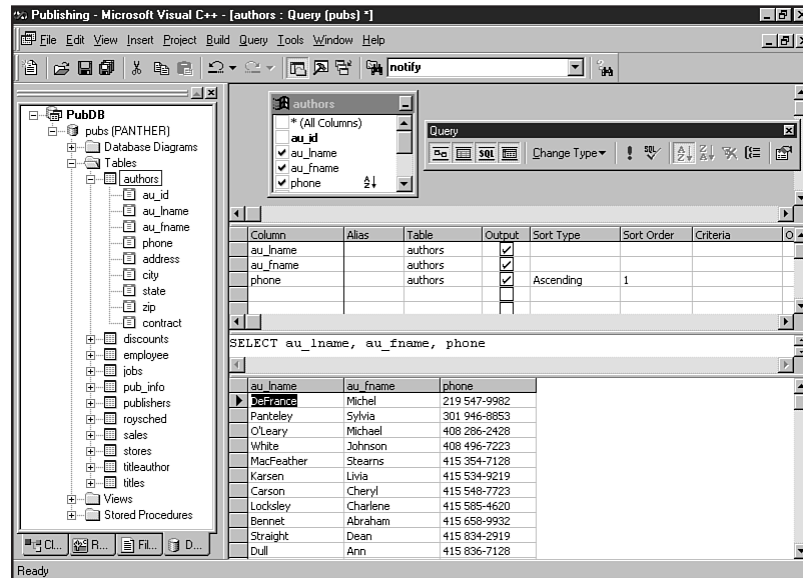 Publishing - Microsoft Visual C++ - [authors : Query (pubs) *]
File Edit View Insert Project Build Query Tools Window Help
notify
PubDB
pubs (PANTHER)
Database Diagrams
Tables
authors
au_id
au_lname
au_fname
phone
address
city
state
zip
contract
discounts
employee
jobs
pub_info
publishers
roysched
sales
stores
titleauthor
titles
Views
Stored Procedures
Cl... R... Fil... D...
authors
* (All Columns)
au_id
au_lname
au_fname
phone
Query
SQL Change Type
Column Alias Table Output Sort Type Sort Order Criteria O
au_lname authors
au_fname authors
phone authors Ascending 1
SELECT au_lname, au_fname, phone
au_lname au_fname phone
DeFrance Michel 219 547-9982
Panteley Sylvia 301 946-8853
O'Leary Michael 408 286-2428
White Johnson 408 496-7223
MacFeather Stearns 415 354-7128
Karsen Livia 415 534-9219
Carson Cheryl 415 548-7723
Locksley Charlene 415 585-4620
Bennet Abraham 415 658-9932
Straight Dean 415 834-2919
Dull Ann 415 836-7128
Ready